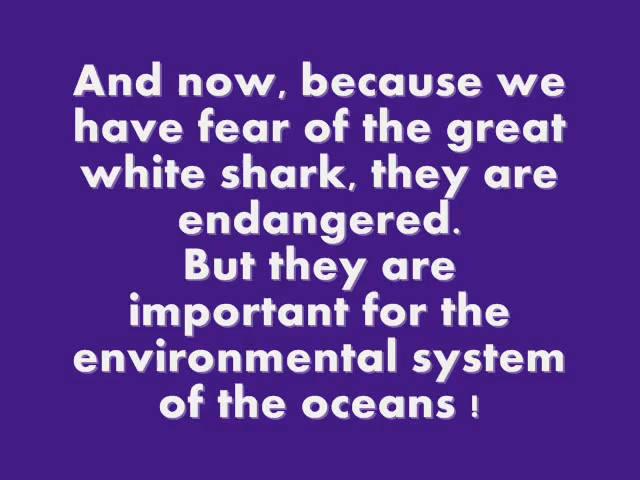 And now, because we
have fear of the great
white shark, they are
endangered.
But they are
important for the
environmental system
of the oceans !